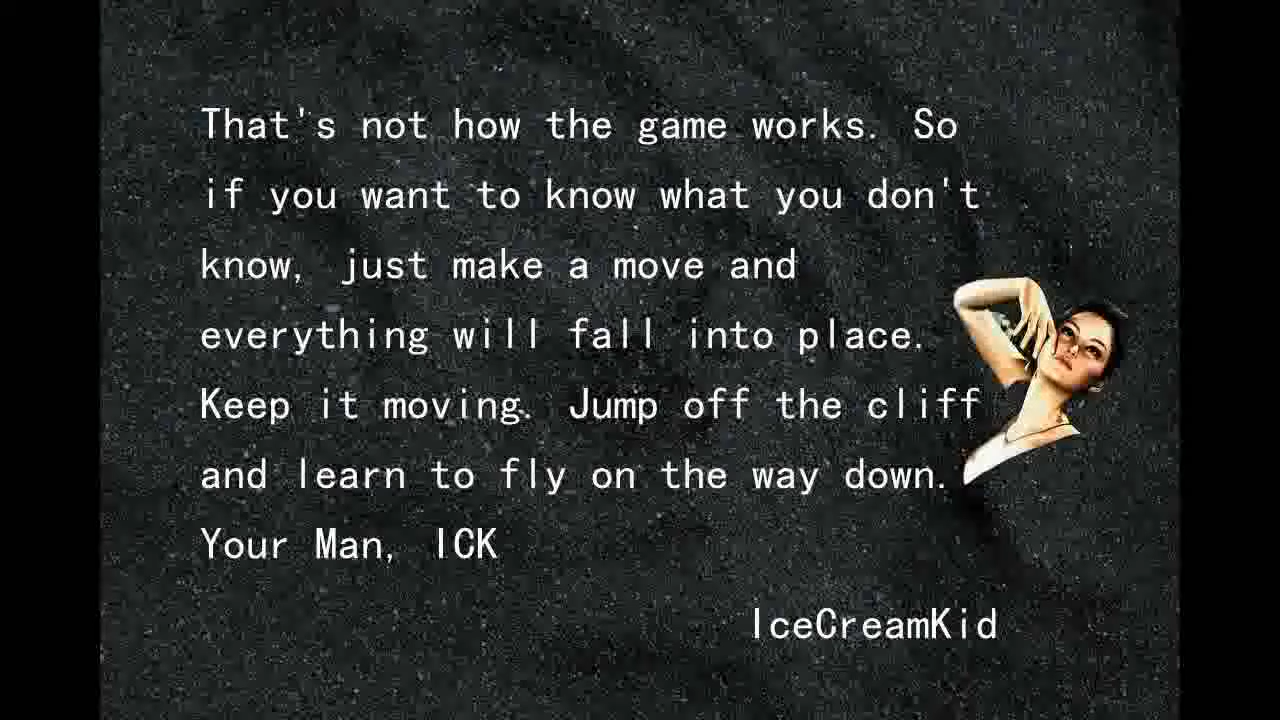 That's not how the game works. So
if you want to know what you don't
know, just make a move and
everything will fall into place.
Keep it moving. Jump off the cliff
and learn to fly on the way down.
Your Man, ICK
IceCreamKid